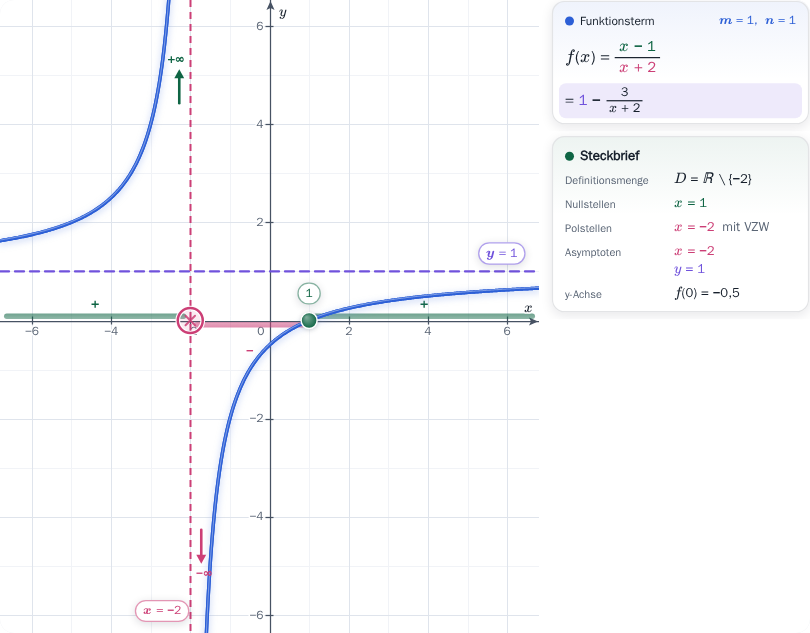 y
6
+∞
4
2
y = 1
1
+
+
x
−6
−4
0
2
4
6
−
−2
−4
−∞
x = −2
−6
Funktionsterm
m = 1, n = 1
f(x) = (x − 1)/(x + 2)
= 1 − 3/(x + 2)
Steckbrief
Definitionsmenge D = ℝ \ {−2}
Nullstellen x = 1
Polstellen x = −2 mit VZW
Asymptoten x = −2
y = 1
y-Achse f(0) = −0,5